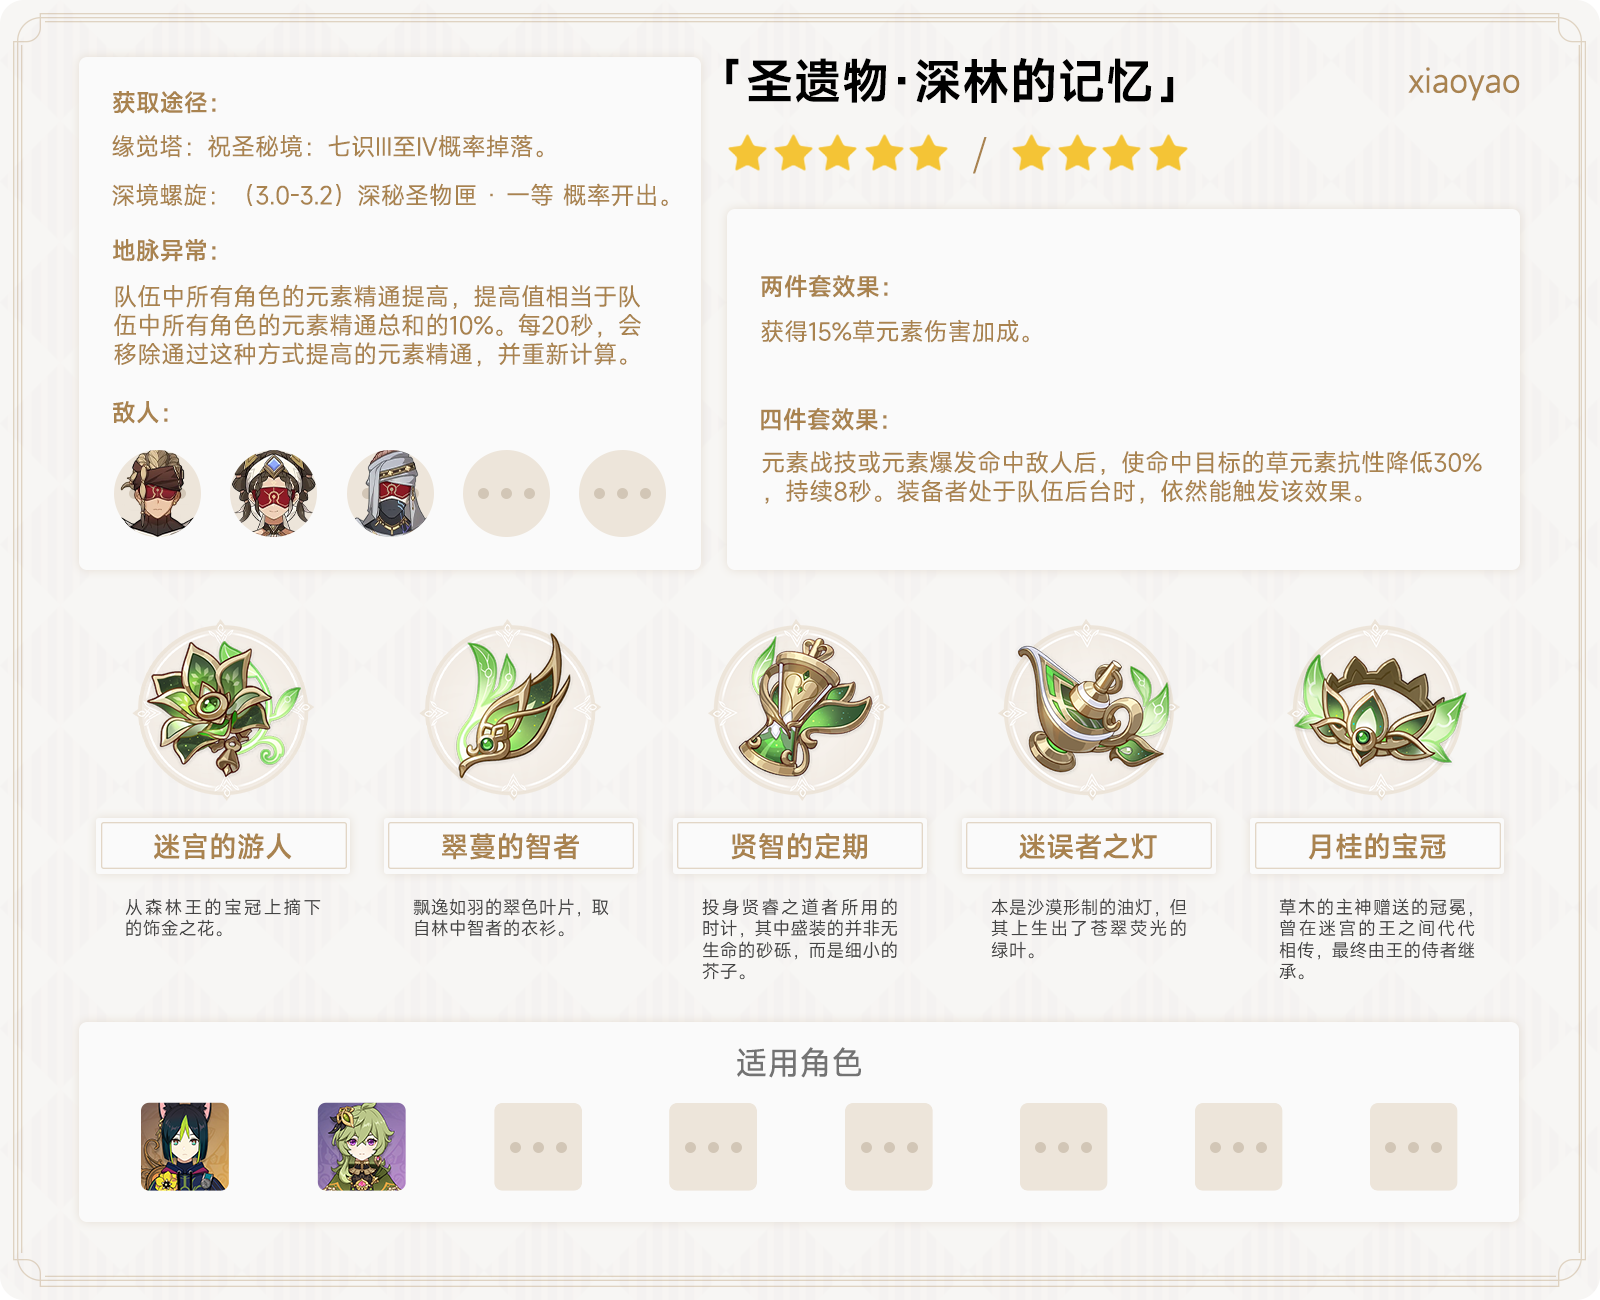 获取途径：
缘觉塔：祝圣秘境：七识III至IV概率掉落。
深境螺旋：（3.0-3.2）深秘圣物匣 · 一等 概率开出。
地脉异常：
队伍中所有角色的元素精通提高，提高值相当于队
伍中所有角色的元素精通总和的10%。每20秒，会
移除通过这种方式提高的元素精通，并重新计算。
敌人：
「圣遗物·深林的记忆」
xiaoyao
/
两件套效果：
获得15%草元素伤害加成。
四件套效果：
元素战技或元素爆发命中敌人后，使命中目标的草元素抗性降低30%
，持续8秒。装备者处于队伍后台时，依然能触发该效果。
迷宫的游人
从森林王的宝冠上摘下
的饰金之花。
翠蔓的智者
飘逸如羽的翠色叶片，取
自林中智者的衣衫。
贤智的定期
投身贤睿之道者所用的
时计，其中盛装的并非无
生命的砂砾，而是细小的
芥子。
迷误者之灯
本是沙漠形制的油灯，但
其上生出了苍翠荧光的
绿叶。
月桂的宝冠
草木的主神赠送的冠冕，
曾在迷宫的王之间代代
相传，最终由王的侍者继
承。
适用角色